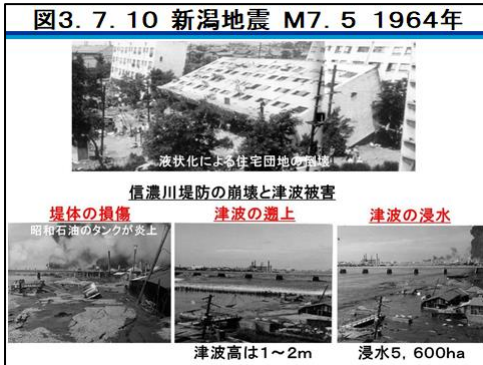 図3.7.10 新潟地震 M7.5 1964年
液状化による住宅団地の倒壊
信濃川堤防の崩壊と津波被害
堤体の損傷
津波の遡上
津波の浸水
昭和石油のタンクが炎上
津波高は1～2m
浸水5,600ha